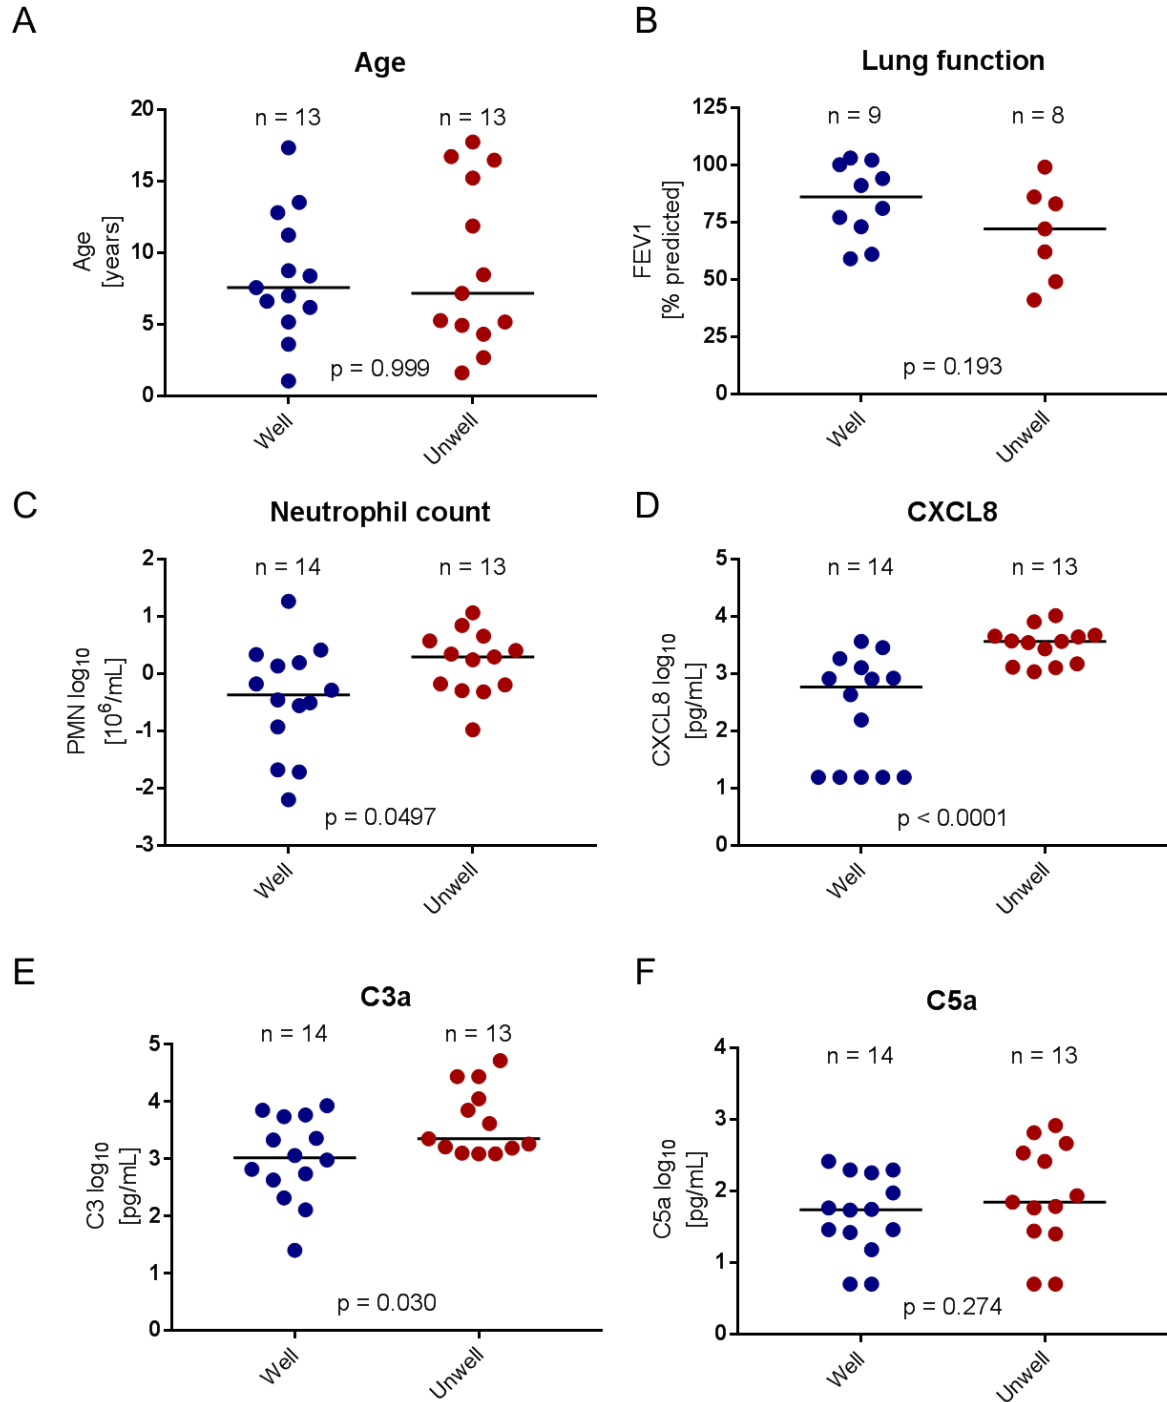 A
Age
n = 13
n = 13
20
15
10
5
0
Age
[years]
p = 0.999
Well
Unwell
B
Lung function
n = 9
n = 8
125
100
75
50
25
0
FEV1
[% predicted]
p = 0.193
Well
Unwell
C
Neutrophil count
n = 14
n = 13
2
1
0
-1
-2
-3
PMN log10
[10^6/mL]
p = 0.0497
Well
Unwell
D
CXCL8
n = 14
n = 13
5
4
3
2
1
0
CXCL8 log10
[pg/mL]
p < 0.0001
Well
Unwell
E
C3a
n = 14
n = 13
5
4
3
2
1
0
C3 log10
[pg/mL]
p = 0.030
Well
Unwell
F
C5a
n = 14
n = 13
4
3
2
1
0
C5a log10
[pg/mL]
p = 0.274
Well
Unwell